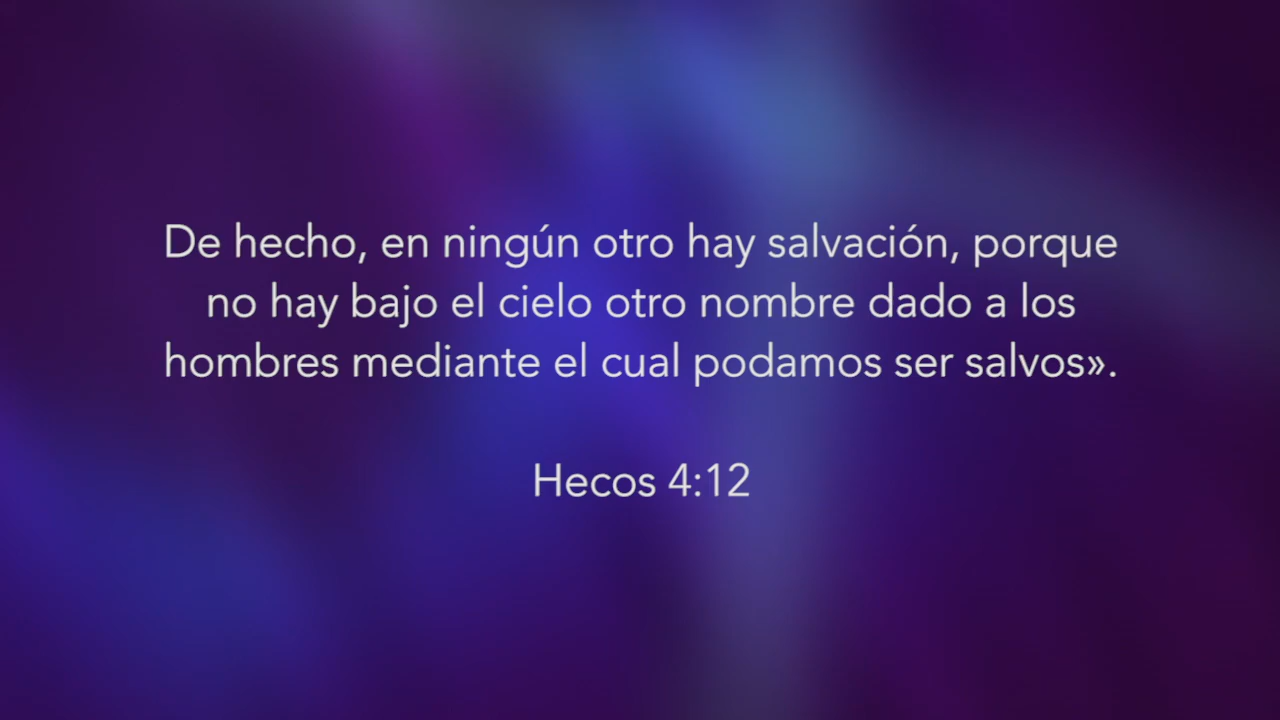 De hecho, en ningún otro hay salvación, porque
no hay bajo el cielo otro nombre dado a los
hombres mediante el cual podamos ser salvos».
Hecos 4:12